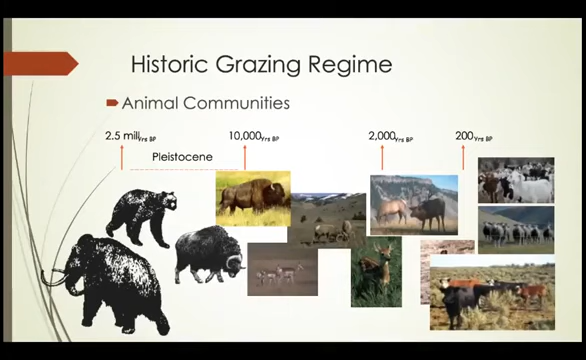 Historic Grazing Regime
Animal Communities
2.5 mill Yrs BP 10,000 Yrs BP 2,000 Yrs BP 200 Yrs BP
Pleistocene